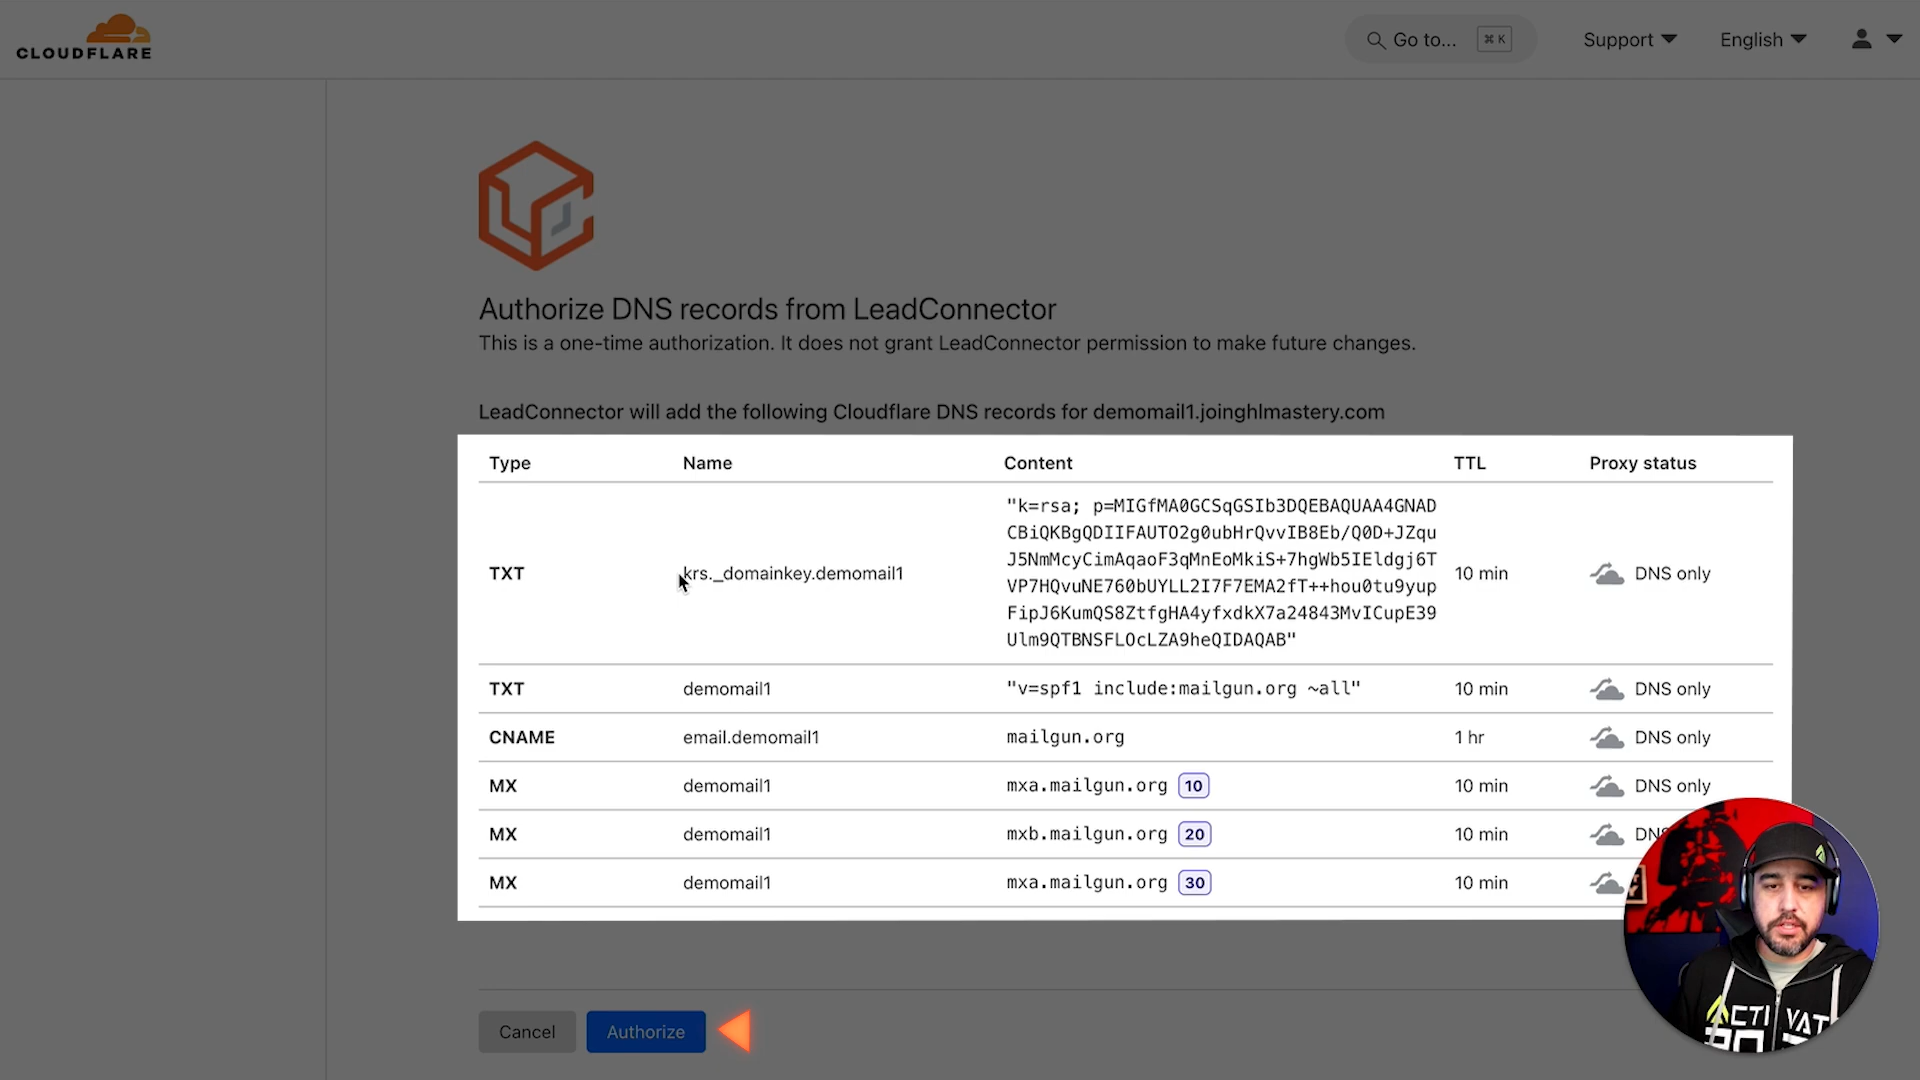 CLOUDFLARE
Go to... ⌘ K
Support
English
Authorize DNS records from LeadConnector
This is a one-time authorization. It does not grant LeadConnector permission to make future changes.
LeadConnector will add the following Cloudflare DNS records for demomail1.joinghlmastery.com
Type Name Content TTL Proxy status
"k=rsa; p=MIGfMA0GCSqGSIb3DQEBAQUAA4GNAD
CBiQKBgQDIIFAUTO2g0ubHrQvvIB8Eb/Q0D+JZqu
J5NmMcyCimAqaoF3qMnEoMkiS+7hgWb5IEldgj6T
TXT krs._domainkey.demomail1 10 min DNS only
VP7HQvuNE760bUYLL2I7F7EMA2fT++hou0tu9yup
FipJ6KumQS8ZtfgHA4yfxdkX7a24843MvICupE39
Ulm9QTBNSFLOcLZA9heQIDAQAB"
TXT demomail1 "v=spf1 include:mailgun.org ~all" 10 min DNS only
CNAME email.demomail1 mailgun.org 1 hr DNS only
MX demomail1 mxa.mailgun.org 10 10 min DNS only
MX demomail1 mxb.mailgun.org 20 10 min
MX demomail1 mxa.mailgun.org 30 10 min
Cancel Authorize